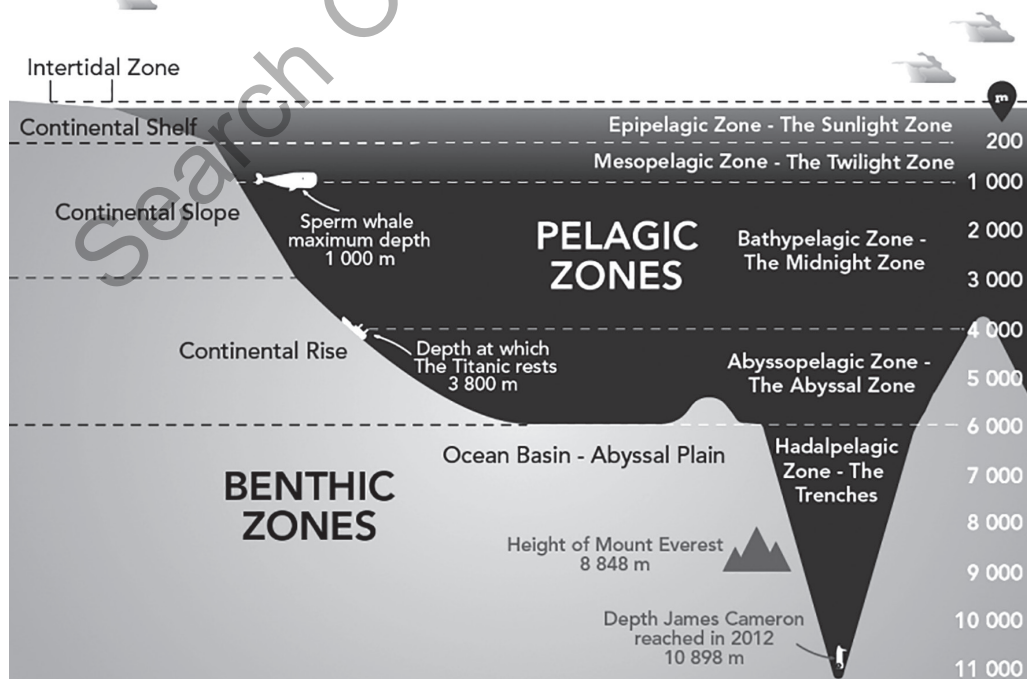 Search
Intertidal Zone
m
Continental Shelf
Epipelagic Zone - The Sunlight Zone
200
Mesopelagic Zone - The Twilight Zone
1 000
Continental Slope
Sperm whale
maximum depth
1 000 m
PELAGIC
ZONES
Bathypelagic Zone -
The Midnight Zone
2 000
3 000
4 000
Continental Rise
Depth at which
The Titanic rests
3 800 m
Abyssopelagic Zone -
The Abyssal Zone
5 000
6 000
Ocean Basin - Abyssal Plain
Hadalpelagic
Zone - The
Trenches
BENTHIC
ZONES
7 000
8 000
Height of Mount Everest
8 848 m
9 000
Depth James Cameron
reached in 2012
10 898 m
10 000
11 000